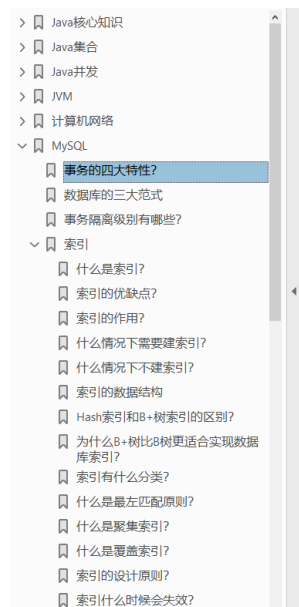 Java核心知识
Java集合
Java并发
JVM
计算机网络
MySQL
事务的四大特性?
数据库的三大范式
事务隔离级别有哪些?
索引
什么是索引?
索引的优缺点?
索引的作用?
什么情况下需要建索引?
什么情况下不建索引?
索引的数据结构
Hash索引和B+树索引的区别?
为什么B+树比B树更适合实现数据
库索引?
索引有什么分类?
什么是最左匹配原则?
什么是聚集索引?
什么是覆盖索引?
索引的设计原则?
索引什么时候会失效?